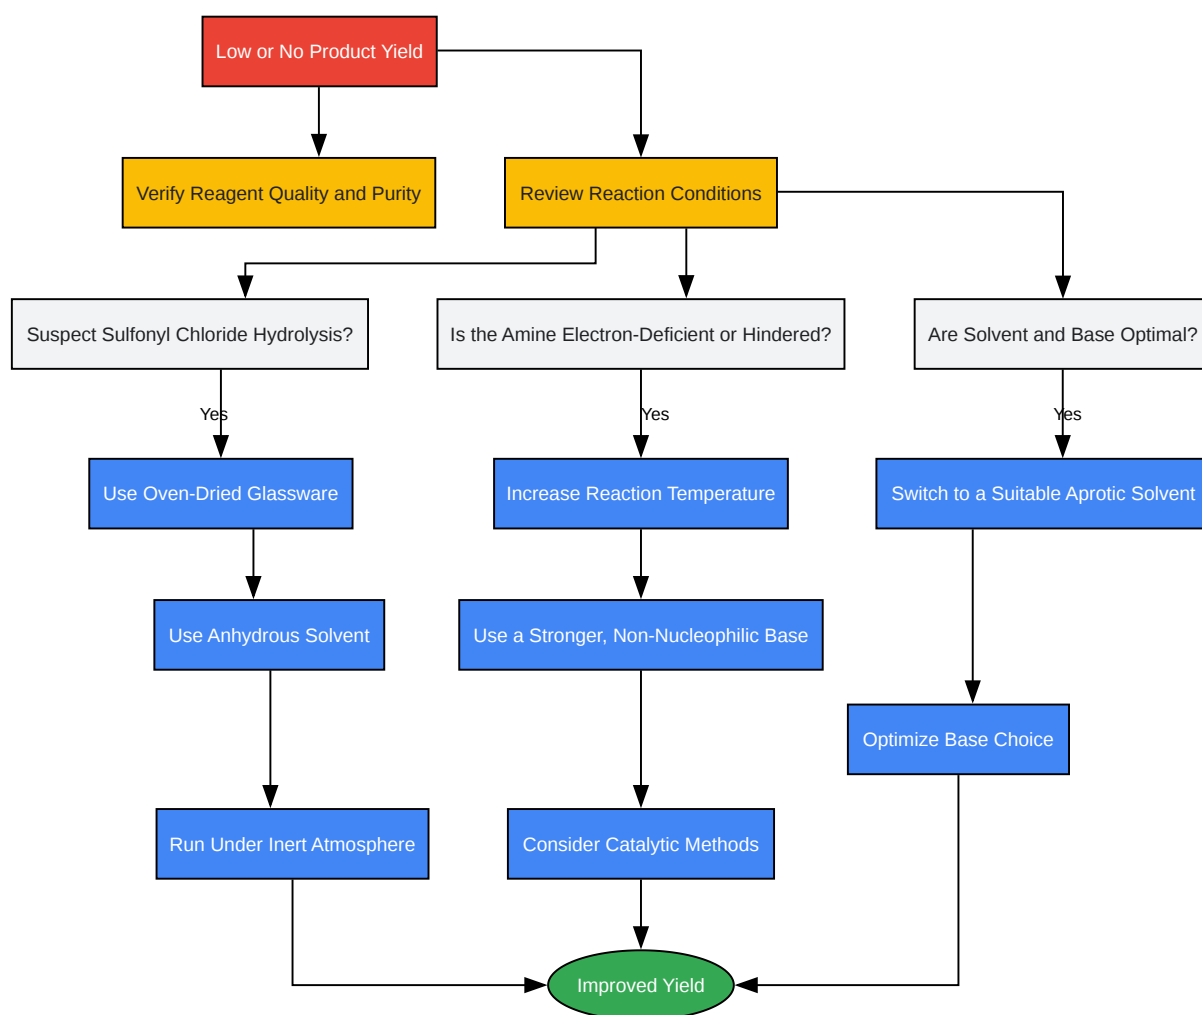 Low or No Product Yield
Verify Reagent Quality and Purity
Review Reaction Conditions
Suspect Sulfonyl Chloride Hydrolysis?
Is the Amine Electron-Deficient or Hindered?
Are Solvent and Base Optimal?
Yes
Yes
Yes
Use Oven-Dried Glassware
Increase Reaction Temperature
Switch to a Suitable Aprotic Solvent
Use Anhydrous Solvent
Use a Stronger, Non-Nucleophilic Base
Optimize Base Choice
Run Under Inert Atmosphere
Consider Catalytic Methods
Improved Yield